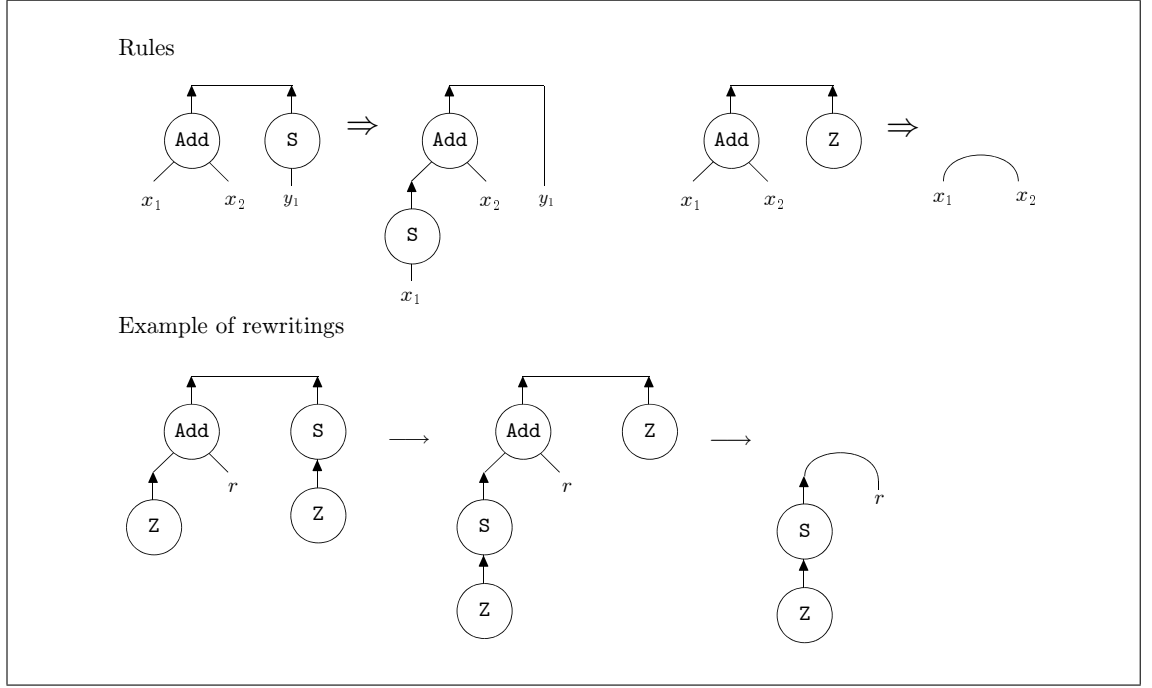 Rules
Add S ⇒ Add Add Z ⇒
x₁ x₂ y₁ x₂ y₁ x₁ x₂ x₁ x₂
S
x₁
Example of rewritings
Add S → Add Z →
r r r
Z Z S S
Z Z